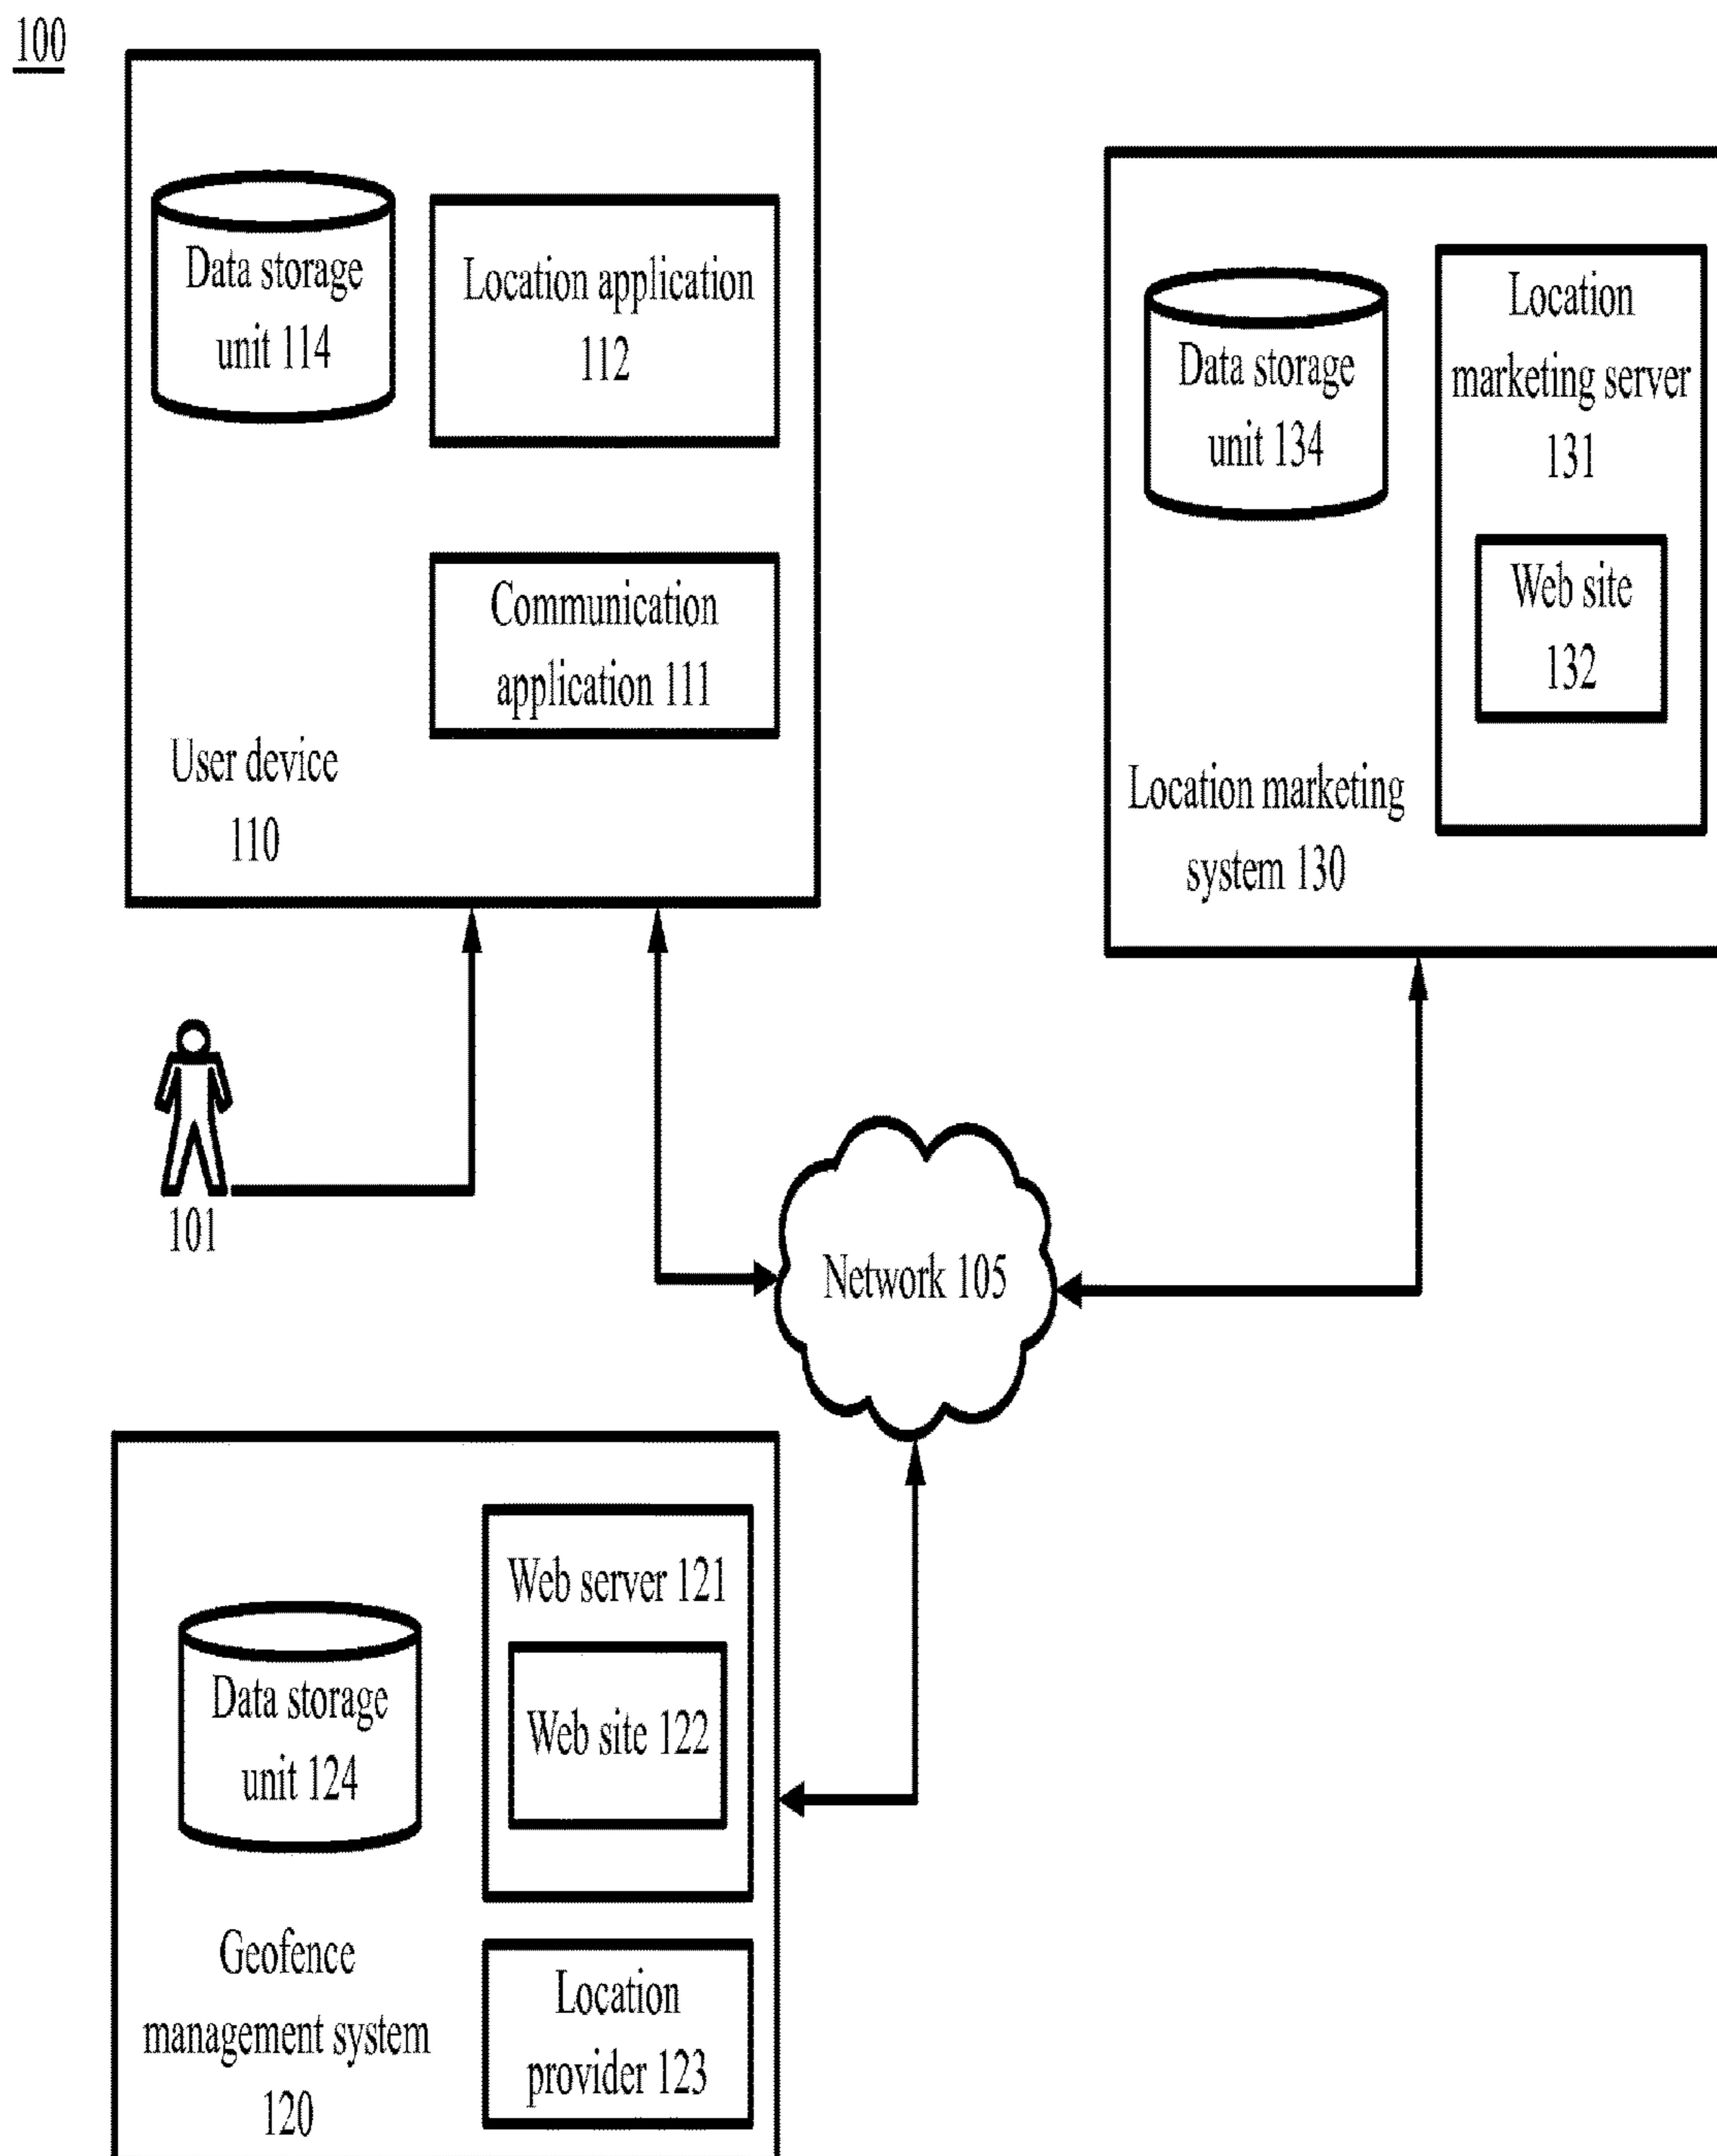 100
Data storage
unit 114
Location application
112
Communication
application 111
User device
110
Data storage
unit 134
Location
marketing server
131
Web site
132
Location marketing
system 130
101
Network 105
Web server 121
Web site 122
Data storage
unit 124
Geofence
management system
120
Location
provider 123